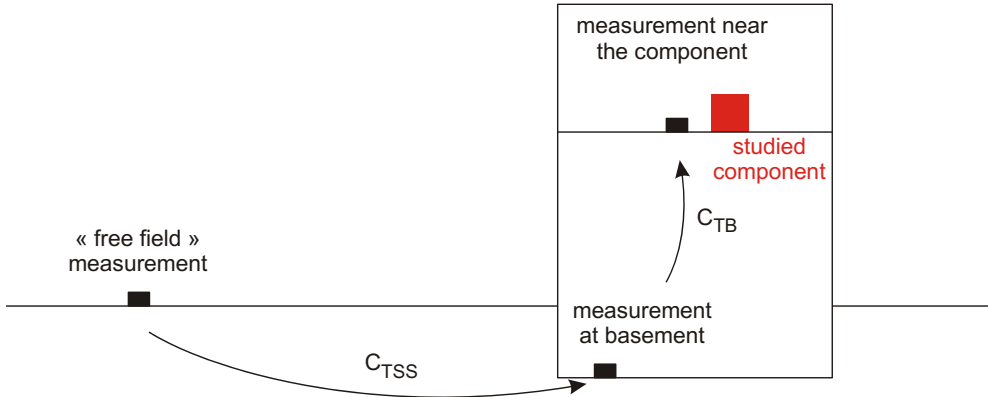 measurement near
the component
studied
component
C_TB
« free field »
measurement
measurement
at basement
C_TSS